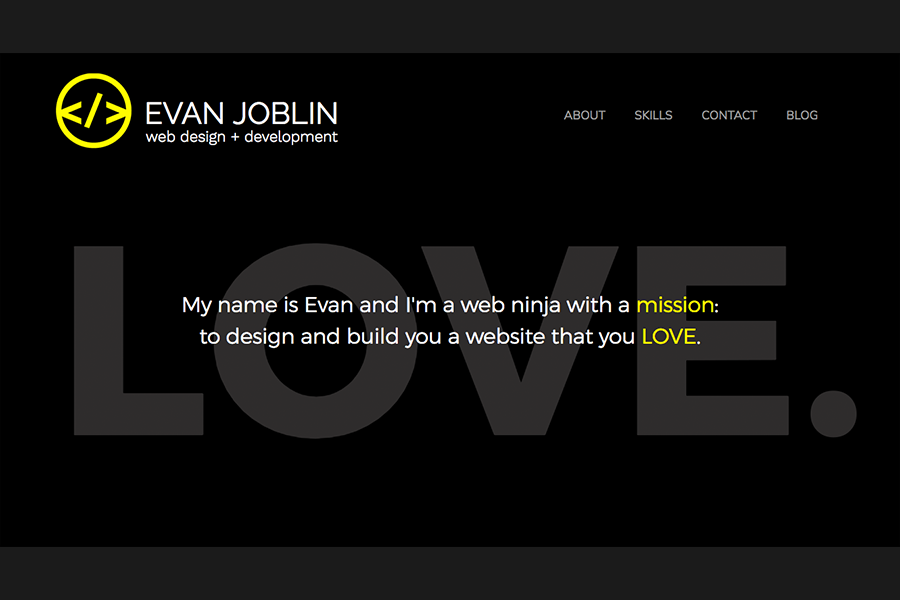 </>
EVAN JOBLIN
web design + development
ABOUT SKILLS CONTACT BLOG
LOVE.
My name is Evan and I'm a web ninja with a mission:
to design and build you a website that you LOVE.